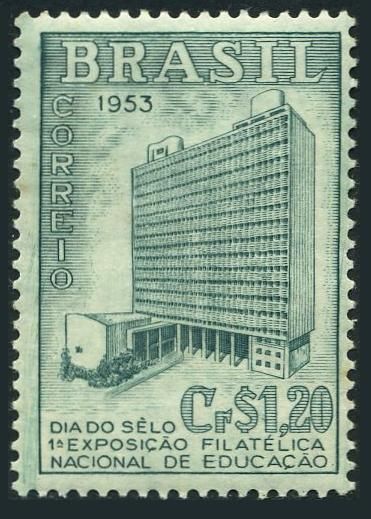 BRASIL
1953
CORREIO
Cr$1,20
DIA DO SÊLO
1ª EXPOSIÇÃO FILATÉLICA
NACIONAL DE EDUCAÇÃO